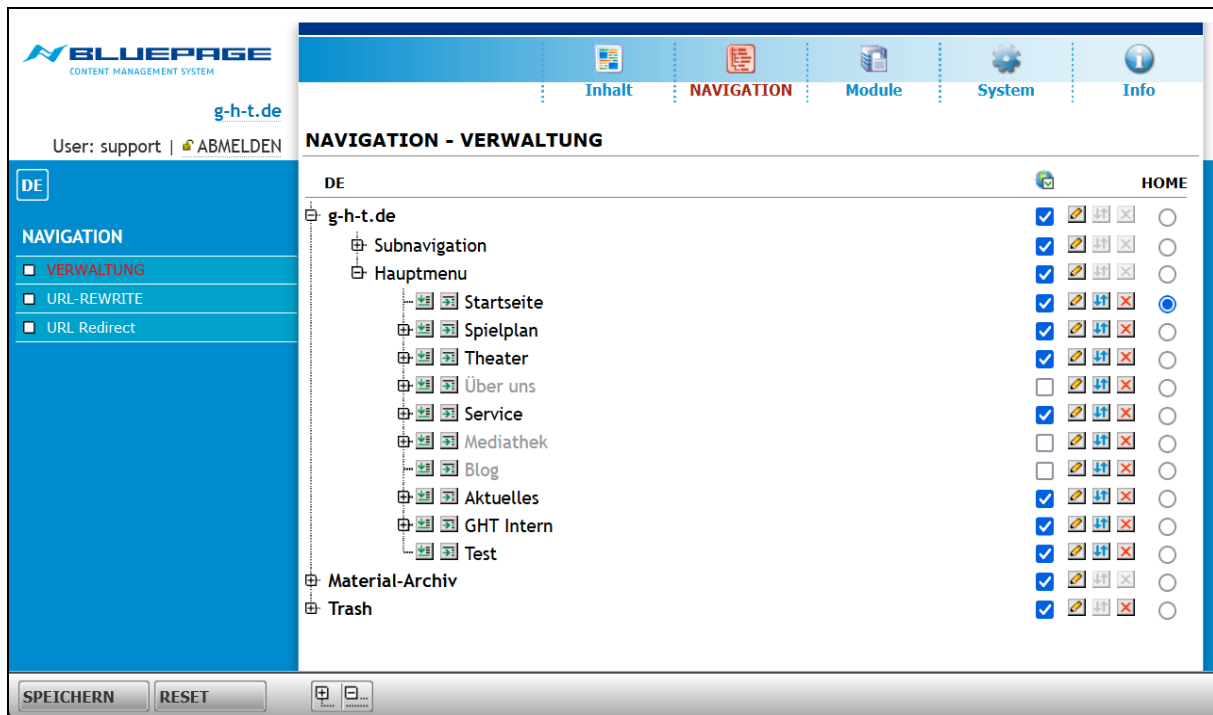 BLUEPAGE
CONTENT MANAGEMENT SYSTEM
g-h-t.de
User: support | ABMELDEN
Inhalt NAVIGATION Module System Info
NAVIGATION - VERWALTUNG
DE
NAVIGATION
VERWALTUNG
URL-REWRITE
URL Redirect
DE HOME
g-h-t.de
Subnavigation
Hauptmenu
Startseite
Spielplan
Theater
Über uns
Service
Mediathek
Blog
Aktuelles
GHT Intern
Test
Material-Archiv
Trash
SPEICHERN RESET